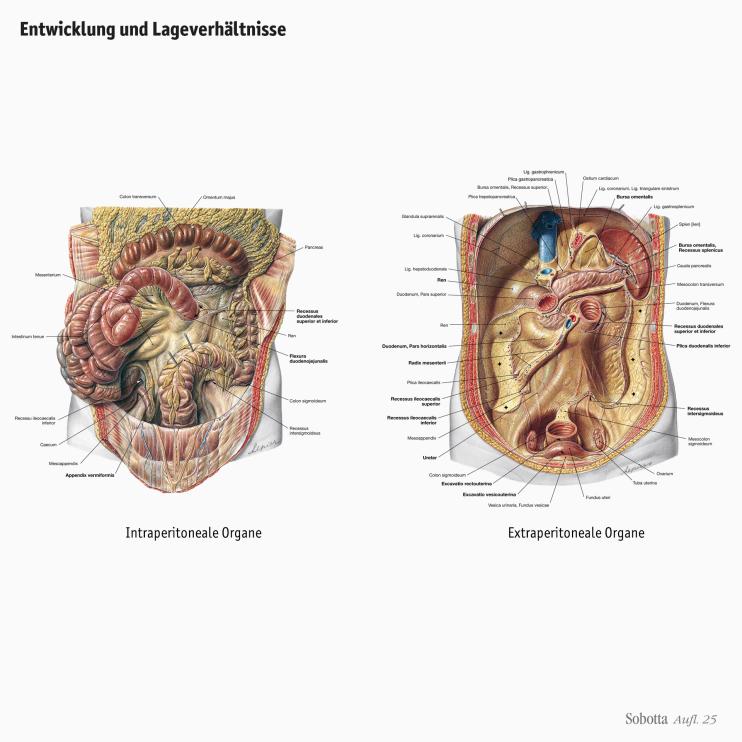 Entwicklung und Lageverhältnisse
Colon transversum
Omentum majus
Pancreas
Mesenterium
Recessus
duodenales
superior et inferior
Ren
Intestinum tenue
Flexura
duodenojejunalis
Colon sigmoideum
Recessus ileocaecalis
inferior
Recessus
intersigmoideus
Caecum
Mesoappendix
Appendix vermiformis
Intraperitoneale Organe
Lig. gastrophrenicum
Plica gastropancreatica
Ostium cardiacum
Bursa omentalis, Recessus superior
Lig. coronarium, Lig. triangulare sinistrum
Plica hepatopancreatica
Bursa omentalis
Lig. gastrosplenicum
Glandula suprarenalis
Splen [lien]
Lig. coronarium
Bursa omentalis,
Recessus splenicus
Cauda pancreatis
Lig. hepatoduodenale
Ren
Mesocolon transversum
Duodenum, Pars superior
Duodenum, Flexura
duodenojejunalis
Ren
Recessus duodenales
superior et inferior
Duodenum, Pars horizontalis
Plica duodenalis inferior
Radix mesenterii
Plica ileocaecalis
Recessus ileocaecalis
superior
Recessus
intersigmoideus
Recessus ileocaecalis
inferior
Mesoappendix
Mesocolon
sigmoideum
Ureter
Colon sigmoideum
Ovarium
Excavatio rectouterina
Tuba uterina
Excavatio vesicouterina
Fundus uteri
Vesica urinaria, Fundus vesicae
Extraperitoneale Organe
Sobotta Aufl. 25